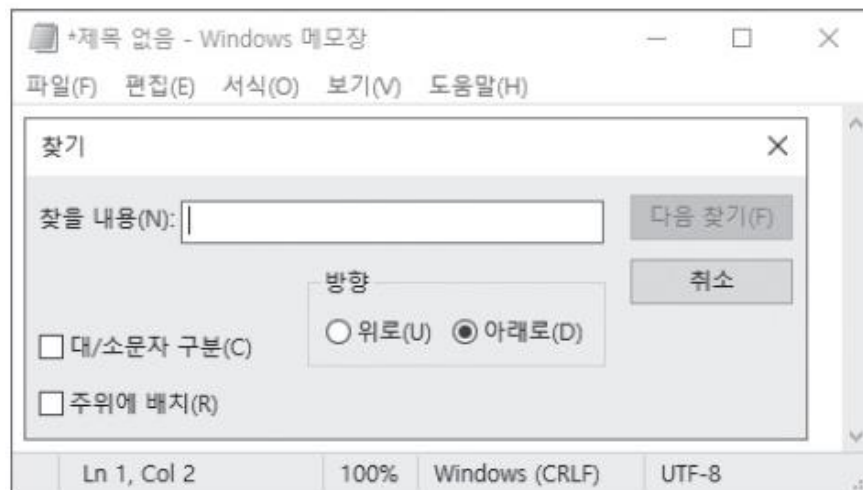 *제목 없음 - Windows 메모장
파일(F) 편집(E) 서식(O) 보기(V) 도움말(H)
찾기
찾을 내용(N): 다음 찾기(F)
취소
방향
위로(U) 아래로(D)
대/소문자 구분(C)
주위에 배치(R)
Ln 1, Col 2 100% Windows (CRLF) UTF-8